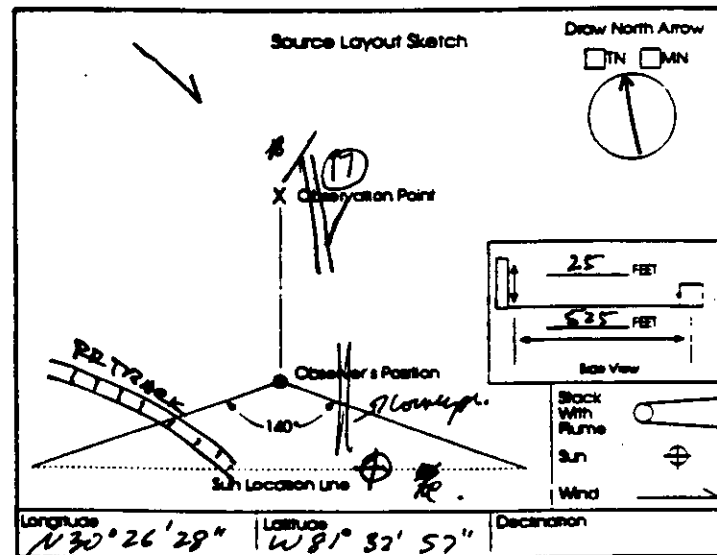 Source Layout Sketch
Draw North Arrow
TN MN
17
X Observation Point
25 FEET
525 FEET
Side View
RR TRACK
Observer's Position
140°
Sun Location Line
Stack With Plume
Sun
Wind
Longitude
N 30° 26' 28"
Latitude
W 81° 32' 57"
Declination